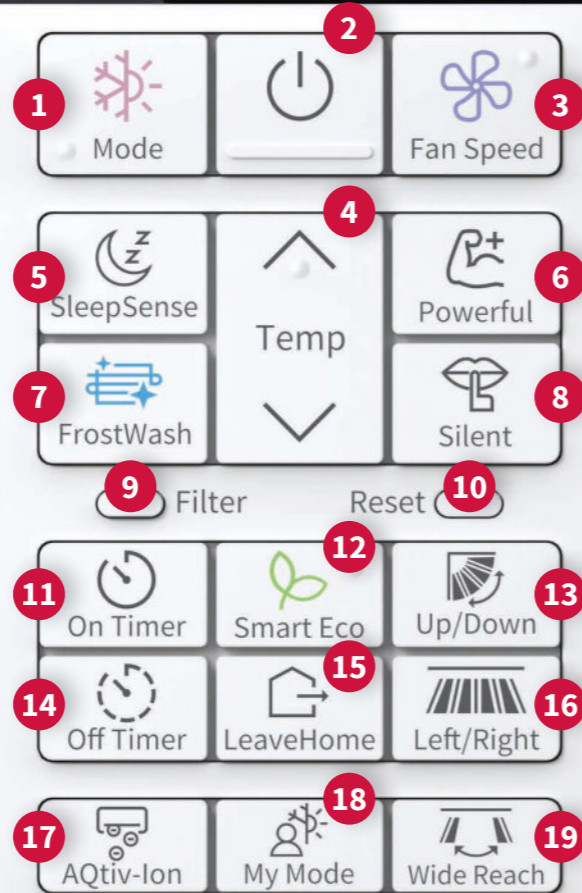 1
2
3
Mode
Fan Speed
4
5
6
z
z
SleepSense
Powerful
Temp
7
8
FrostWash
Silent
9 Filter
Reset 10
11
12
13
On Timer
Smart Eco
Up/Down
14
15
16
Off Timer
LeaveHome
Left/Right
17
18
19
AQtiv-Ion
My Mode
Wide Reach